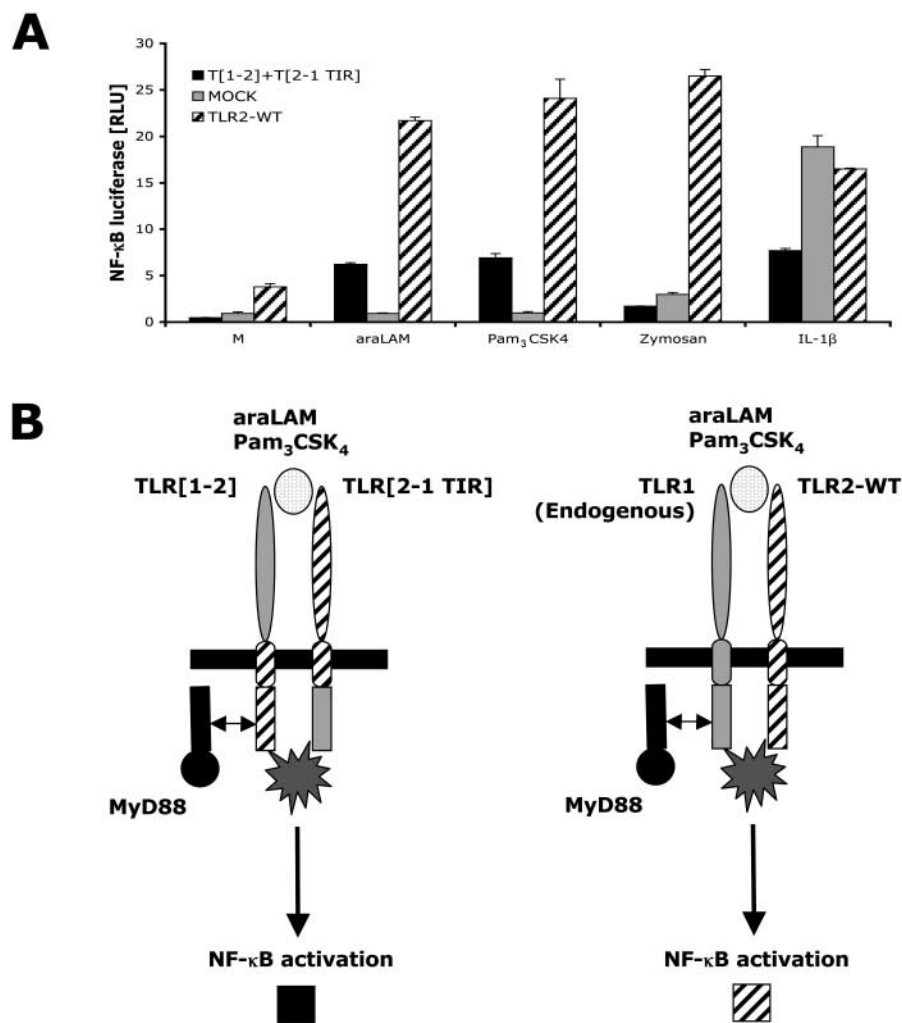 A
30
25
20
15
10
5
0
NF-κB luciferase [RLU]
T[1-2]+T[2-1 TIR]
MOCK
TLR2-WT
M araLAM Pam₃CSK4 Zymosan IL-1β
B
araLAM
Pam₃CSK₄
TLR[1-2] TLR[2-1 TIR]
MyD88
NF-κB activation
araLAM
Pam₃CSK₄
TLR1
(Endogenous)
TLR2-WT
MyD88
NF-κB activation